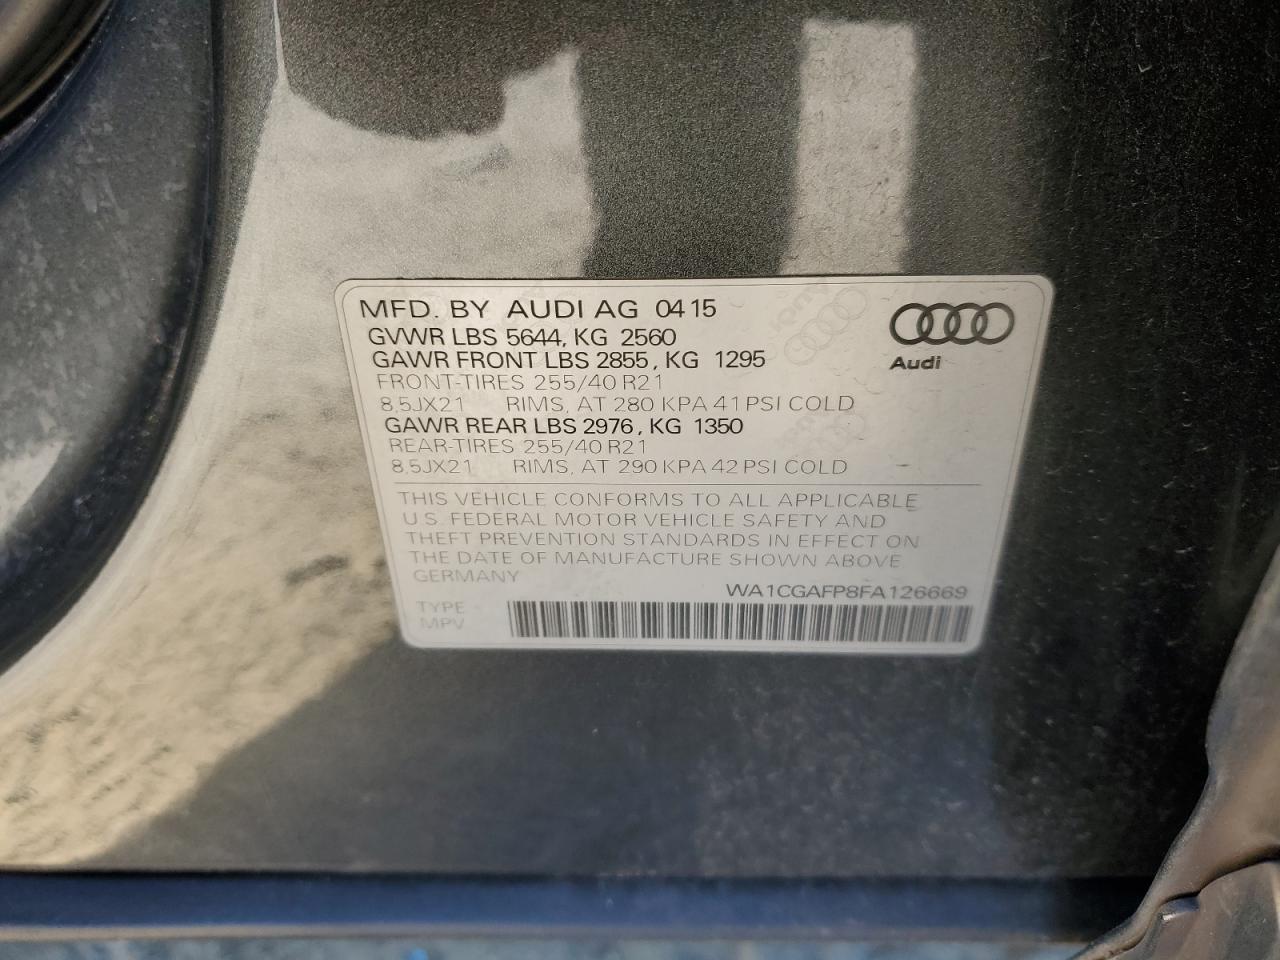 MFD. BY AUDI AG 0415
GVWR LBS 5644, KG 2560
GAWR FRONT LBS 2855, KG 1295
FRONT-TIRES 255/40 R21
8,5JX21 RIMS, AT 280 KPA 41 PSI COLD
GAWR REAR LBS 2976, KG 1350
REAR-TIRES 255/40 R21
8,5JX21 RIMS, AT 290 KPA 42 PSI COLD
Audi
THIS VEHICLE CONFORMS TO ALL APPLICABLE
U.S. FEDERAL MOTOR VEHICLE SAFETY AND
THEFT PREVENTION STANDARDS IN EFFECT ON
THE DATE OF MANUFACTURE SHOWN ABOVE
GERMANY
WA1CGAFP8FA126669
TYPE
MPV